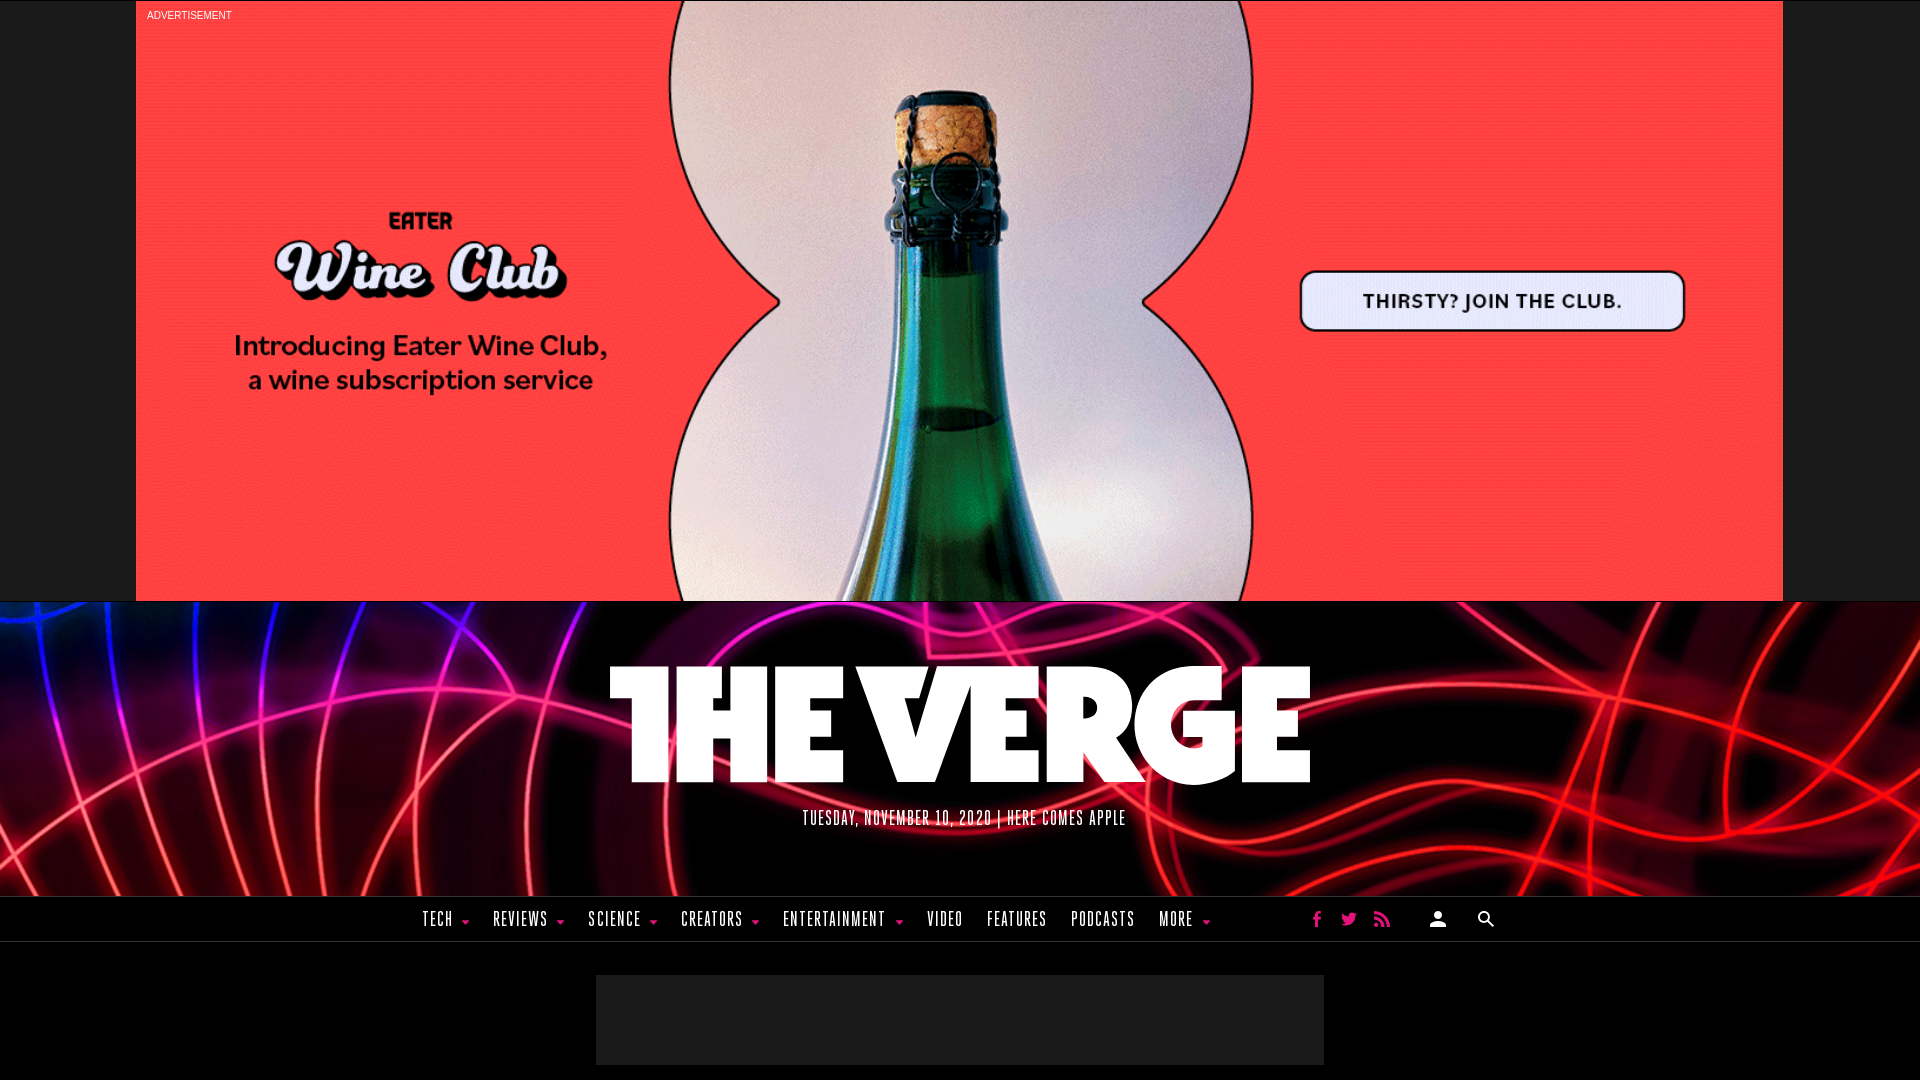 ADVERTISEMENT
EATER
Wine Club
Introducing Eater Wine Club,
a wine subscription service
THIRSTY? JOIN THE CLUB.
THE VERGE
TUESDAY, NOVEMBER 10, 2020 | HERE COMES APPLE
TECH REVIEWS SCIENCE CREATORS ENTERTAINMENT VIDEO FEATURES PODCASTS MORE